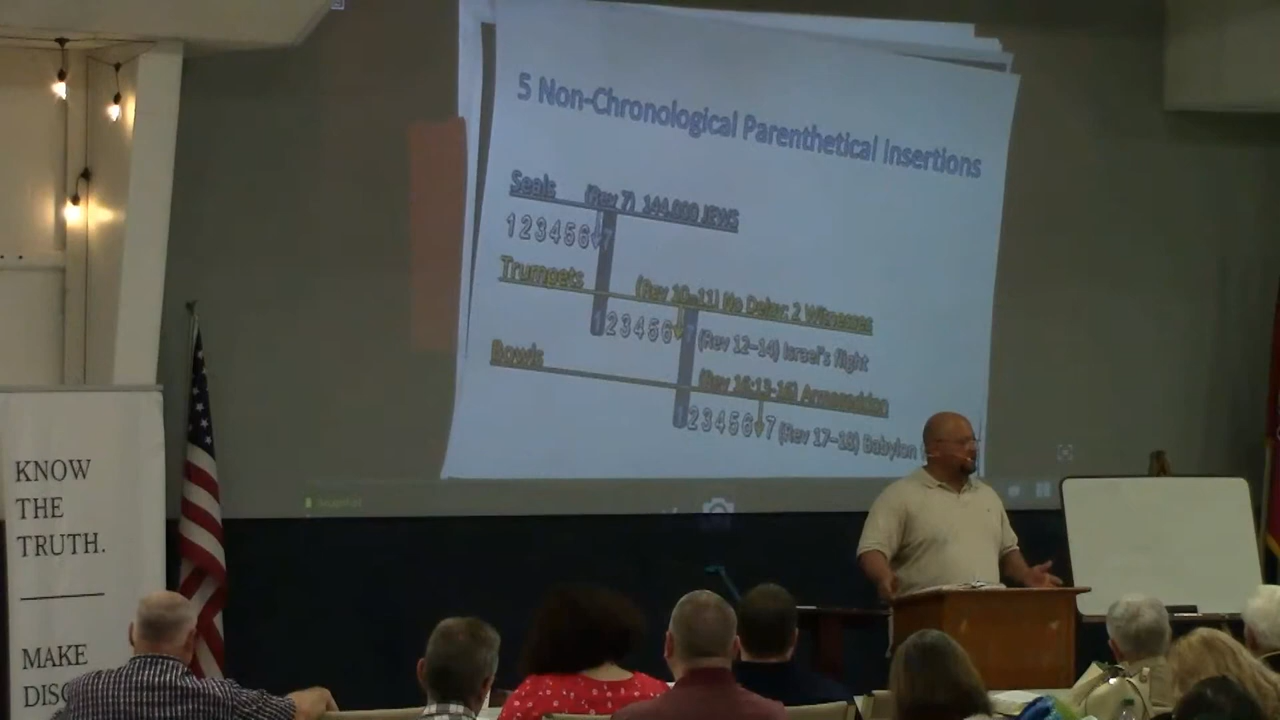 5 Non-Chronological Parenthetical Insertions
Seals (Rev 7) 144,000 JEWS
1 2 3 4 5 6 7
Trumpets (Rev 10-11) No Delay: 2 Witnesses
1 2 3 4 5 6 7 (Rev 12–14) Israel's flight
Bowls (Rev 16:13-16) Armageddon
1 2 3 4 5 6 7 (Rev 17–18) Babylon
KNOW
THE
TRUTH.
MAKE
DISC